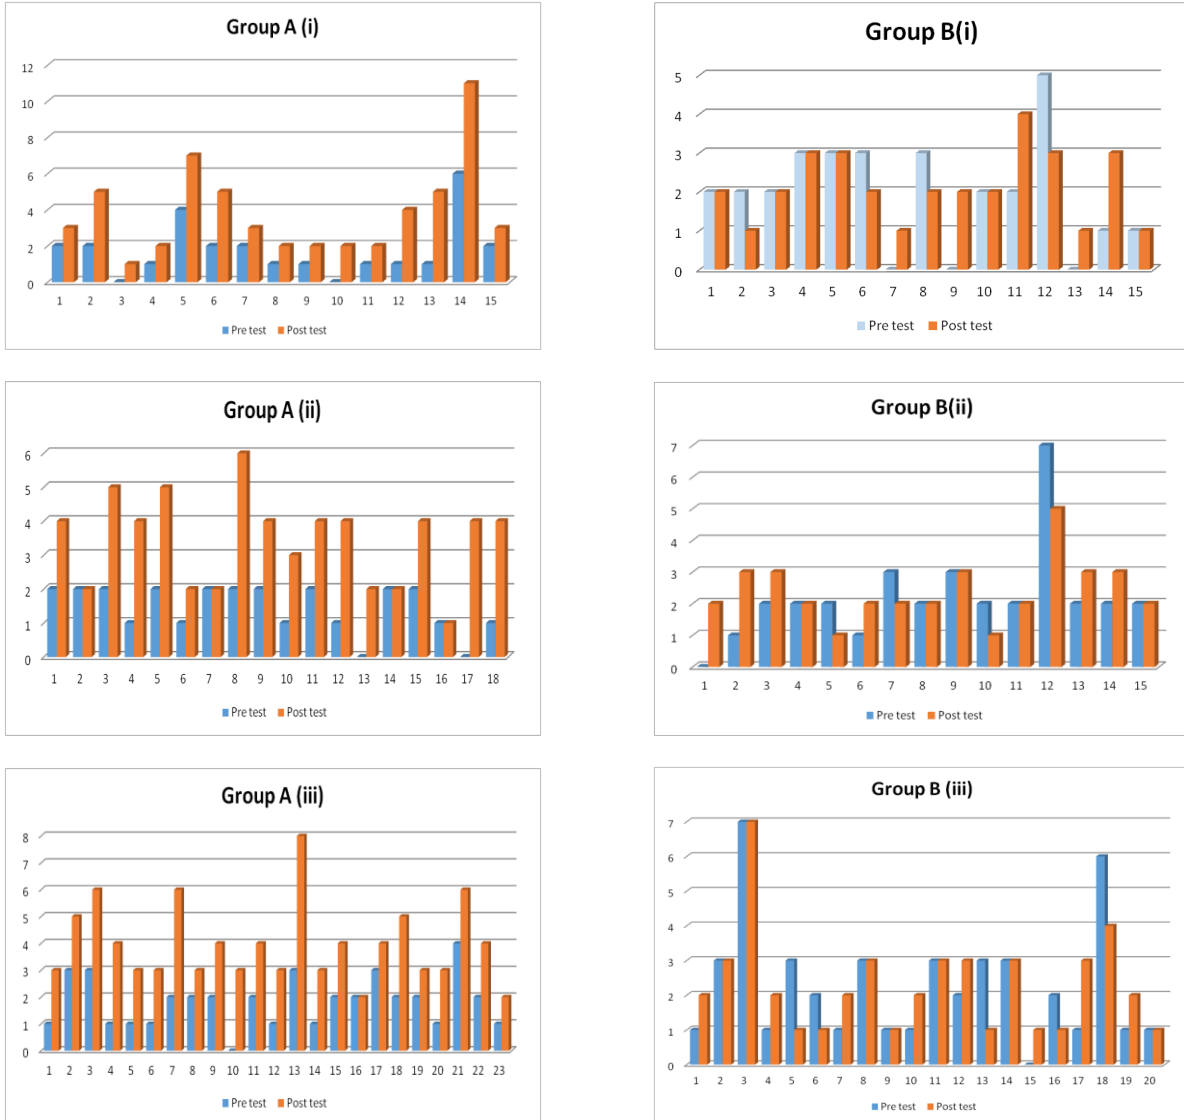 Group A (i)
12
10
8
6
4
2
0
1 2 3 4 5 6 7 8 9 10 11 12 13 14 15
Pre test Post test
Group B(i)
5
4
3
2
1
0
1 2 3 4 5 6 7 8 9 10 11 12 13 14 15
Pre test Post test
Group A (ii)
6
5
4
3
2
1
0
1 2 3 4 5 6 7 8 9 10 11 12 13 14 15 16 17 18
Pre test Post test
Group B(ii)
7
6
5
4
3
2
1
0
1 2 3 4 5 6 7 8 9 10 11 12 13 14 15
Pre test Post test
Group A (iii)
8
7
6
5
4
3
2
1
0
1 2 3 4 5 6 7 8 9 10 11 12 13 14 15 16 17 18 19 20 21 22 23
Pre test Post test
Group B (iii)
7
6
5
4
3
2
1
0
1 2 3 4 5 6 7 8 9 10 11 12 13 14 15 16 17 18 19 20
Pre test Post test